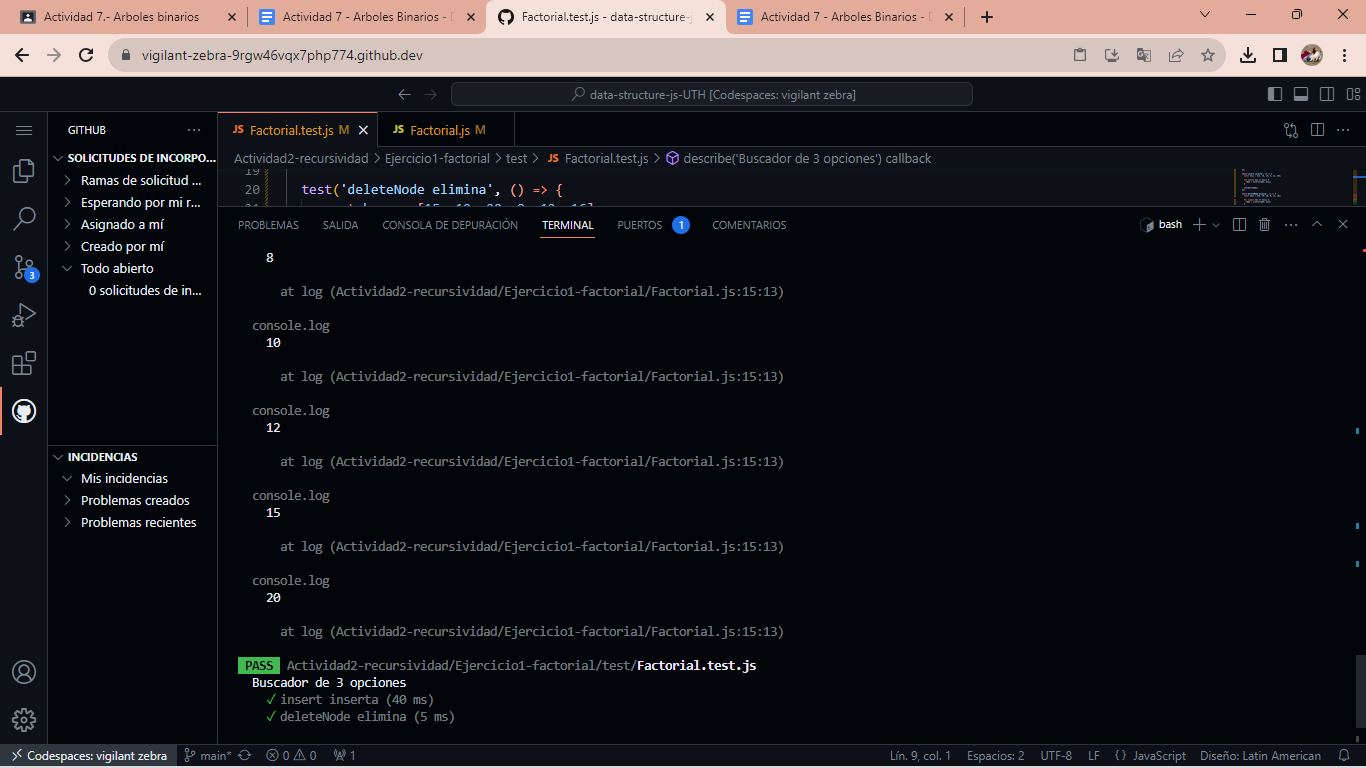 Actividad 7.- Arboles binarios
Actividad 7 - Arboles Binarios - D
Factorial.test.js - data-structure-j
Actividad 7 - Arboles Binarios - D
vigilant-zebra-9rgw46vqx7php774.github.dev
data-structure-js-UTH [Codespaces: vigilant zebra]
GITHUB
JS Factorial.test.js M
JS Factorial.js M
SOLICITUDES DE INCORPO...
Ramas de solicitud ...
Esperando por mi r...
Asignado a mí
Creado por mí
Todo abierto
0 solicitudes de in...
3
INCIDENCIAS
Mis incidencias
Problemas creados
Problemas recientes
Actividad2-recursividad > Ejercicio1-factorial > test > JS Factorial.test.js > describe('Buscador de 3 opciones') callback
19
20 test('deleteNode elimina', () => {
PROBLEMAS SALIDA CONSOLA DE DEPURACIÓN TERMINAL PUERTOS 1 COMENTARIOS
bash
8
at log (Actividad2-recursividad/Ejercicio1-factorial/Factorial.js:15:13)
console.log
10
at log (Actividad2-recursividad/Ejercicio1-factorial/Factorial.js:15:13)
console.log
12
at log (Actividad2-recursividad/Ejercicio1-factorial/Factorial.js:15:13)
console.log
15
at log (Actividad2-recursividad/Ejercicio1-factorial/Factorial.js:15:13)
console.log
20
at log (Actividad2-recursividad/Ejercicio1-factorial/Factorial.js:15:13)
PASS Actividad2-recursividad/Ejercicio1-factorial/test/Factorial.test.js
Buscador de 3 opciones
✓ insert inserta (40 ms)
✓ deleteNode elimina (5 ms)
Codespaces: vigilant zebra main* 0 0 1 Lín. 9, col. 1 Espacios: 2 UTF-8 LF {} JavaScript Diseño: Latin American